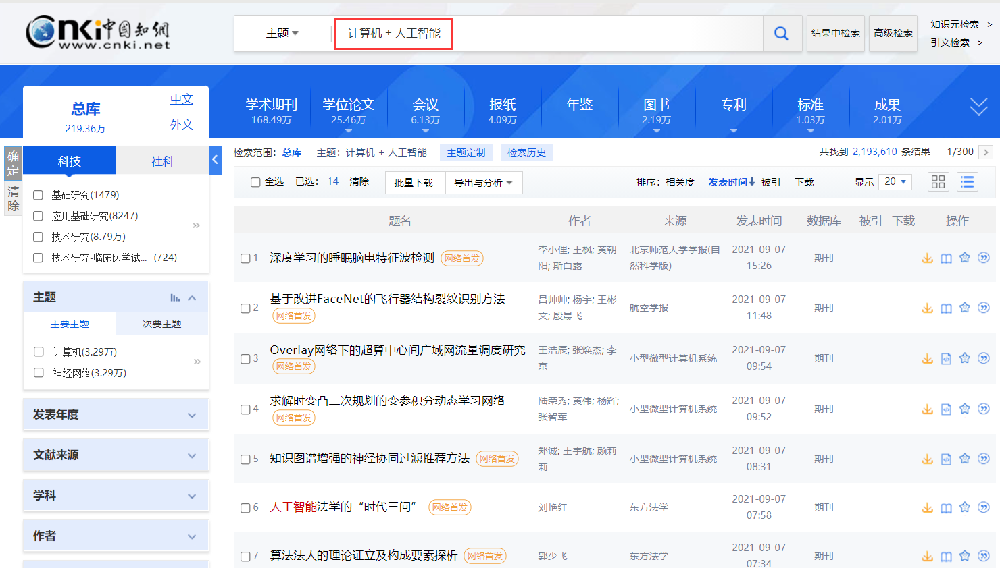 Cnki中国知網
www.cnki.net
主题
计算机 + 人工智能
结果中检索
高级检索
知识元检索 >
引文检索 >
总库
219.36万
中文
外文
学术期刊
168.49万
学位论文
25.46万
会议
6.13万
报纸
4.09万
年鉴
图书
2.19万
专利
标准
1.03万
成果
2.01万
确定
清除
科技
社科
基础研究(1479)
应用基础研究(8247)
技术研究(8.79万)
技术研究-临床医学试... (724)
»
主题
主要主题
次要主题
计算机(3.29万)
神经网络(3.29万)
»
发表年度
文献来源
学科
作者
检索范围: 总库 主题: 计算机 + 人工智能 主题定制 检索历史 共找到 2,193,610 条结果 1/300 >
全选 已选: 14 清除 批量下载 导出与分析 排序: 相关度 发表时间↓ 被引 下载 显示 20
题名 作者 来源 发表时间 数据库 被引 下载 操作
1 深度学习的睡眠脑电特征波检测 网络首发
李小俚; 王枫; 黄朝
阳; 斯白露
北京师范大学学报(自
然科学版)
2021-09-07
15:26
期刊
2 基于改进FaceNet的飞行器结构裂纹识别方法
网络首发
吕帅帅; 杨宇; 王彬
文; 殷晨飞
航空学报
2021-09-07
11:48
期刊
3 Overlay网络下的超算中心间广域网流量调度研究
网络首发
王浩辰; 张焕杰; 李
京
小型微型计算机系统
2021-09-07
09:54
期刊
4 求解时变凸二次规划的变参积分动态学习网络
网络首发
陆荣秀; 黄伟; 杨辉;
张智军
小型微型计算机系统
2021-09-07
09:52
期刊
5 知识图谱增强的神经协同过滤推荐方法 网络首发
郑诚; 王宇航; 颜莉
莉
小型微型计算机系统
2021-09-07
08:31
期刊
6 人工智能法学的“时代三问” 网络首发
刘艳红
东方法学
2021-09-07
07:58
期刊
7 算法法人的理论证立及构成要素探析 网络首发
郭少飞
东方法学
2021-09-07
07:34
期刊